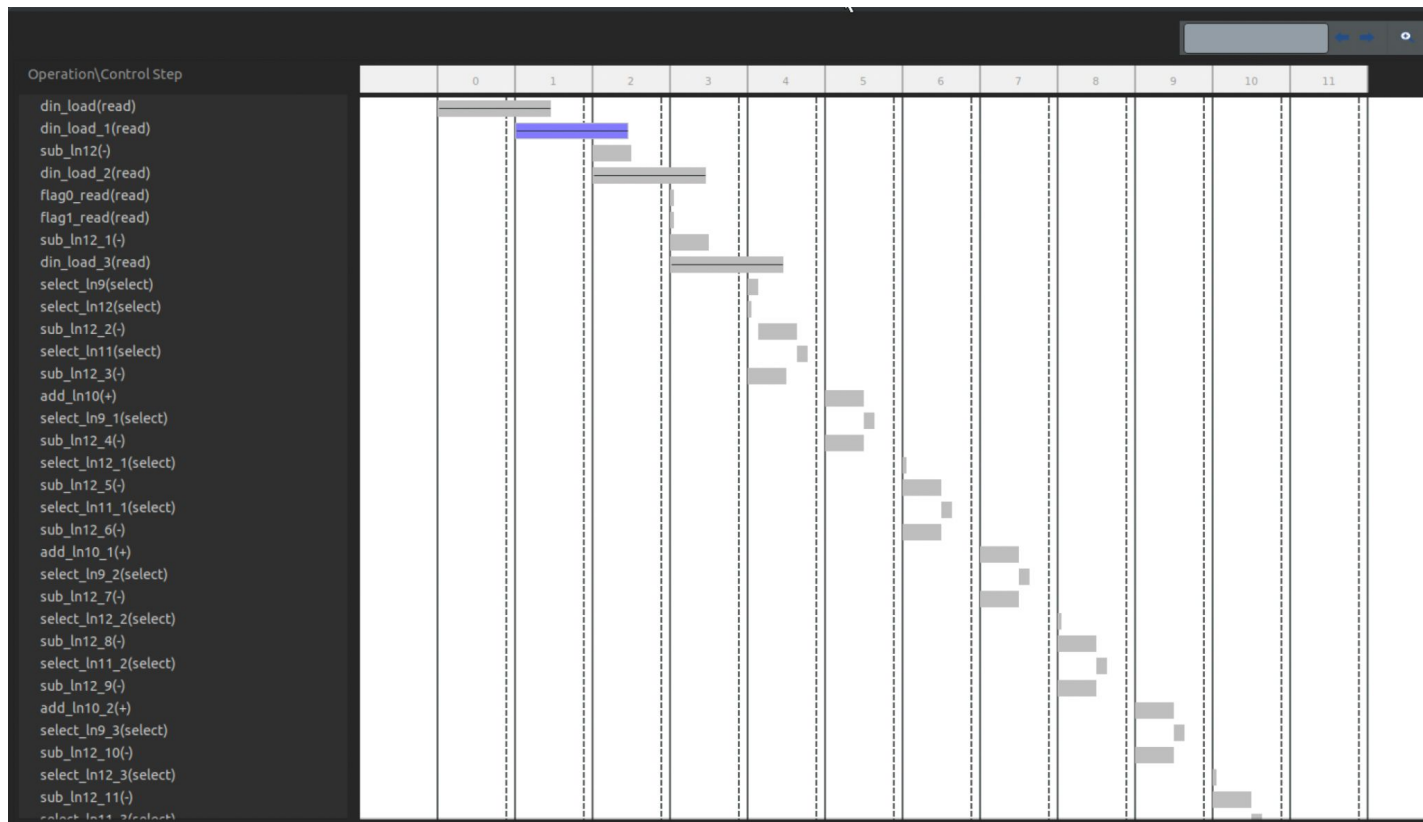 Operation\Control Step
0 1 2 3 4 5 6 7 8 9 10 11
din_load(read)
din_load_1(read)
sub_ln12(-)
din_load_2(read)
flag0_read(read)
flag1_read(read)
sub_ln12_1(-)
din_load_3(read)
select_ln9(select)
select_ln12(select)
sub_ln12_2(-)
select_ln11(select)
sub_ln12_3(-)
add_ln10(+)
select_ln9_1(select)
sub_ln12_4(-)
select_ln12_1(select)
sub_ln12_5(-)
select_ln11_1(select)
sub_ln12_6(-)
add_ln10_1(+)
select_ln9_2(select)
sub_ln12_7(-)
select_ln12_2(select)
sub_ln12_8(-)
select_ln11_2(select)
sub_ln12_9(-)
add_ln10_2(+)
select_ln9_3(select)
sub_ln12_10(-)
select_ln12_3(select)
sub_ln12_11(-)
select_ln11_3(select)